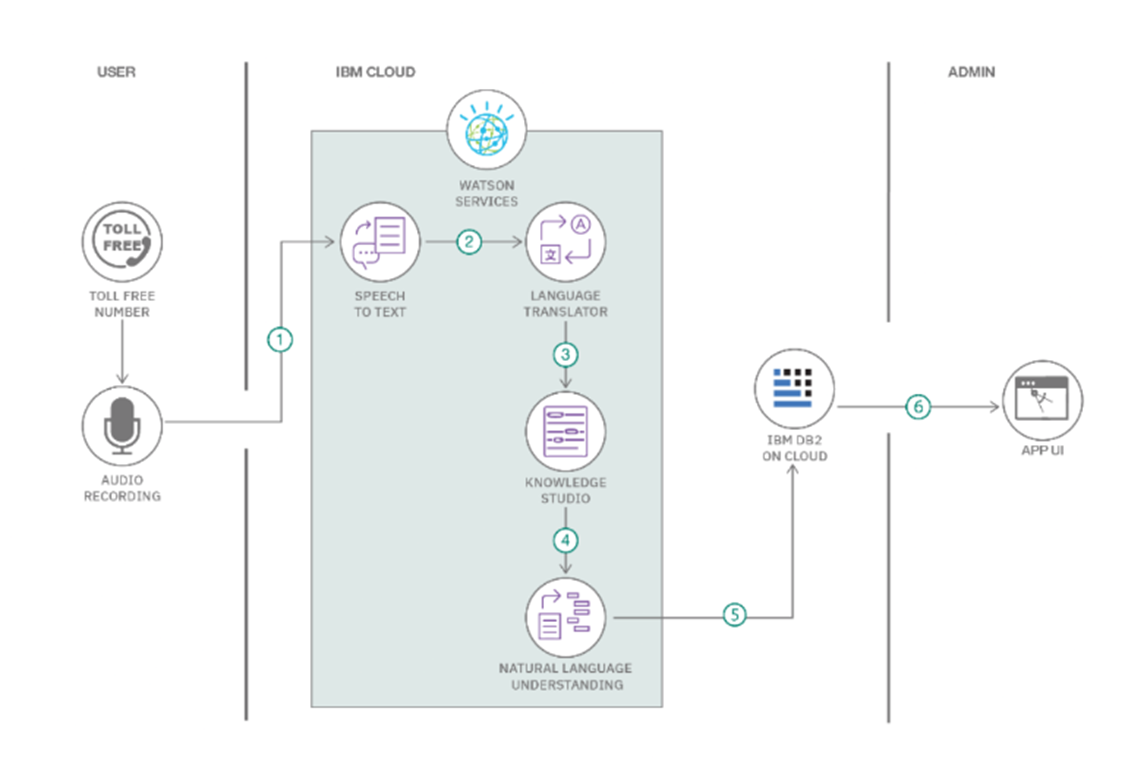 USER
IBM CLOUD
ADMIN
WATSON
SERVICES
TOLL
FREE
TOLL FREE
NUMBER
1
SPEECH
TO TEXT
2
A
文
LANGUAGE
TRANSLATOR
3
AUDIO
RECORDING
KNOWLEDGE
STUDIO
4
NATURAL LANGUAGE
UNDERSTANDING
5
IBM DB2
ON CLOUD
6
APP UI